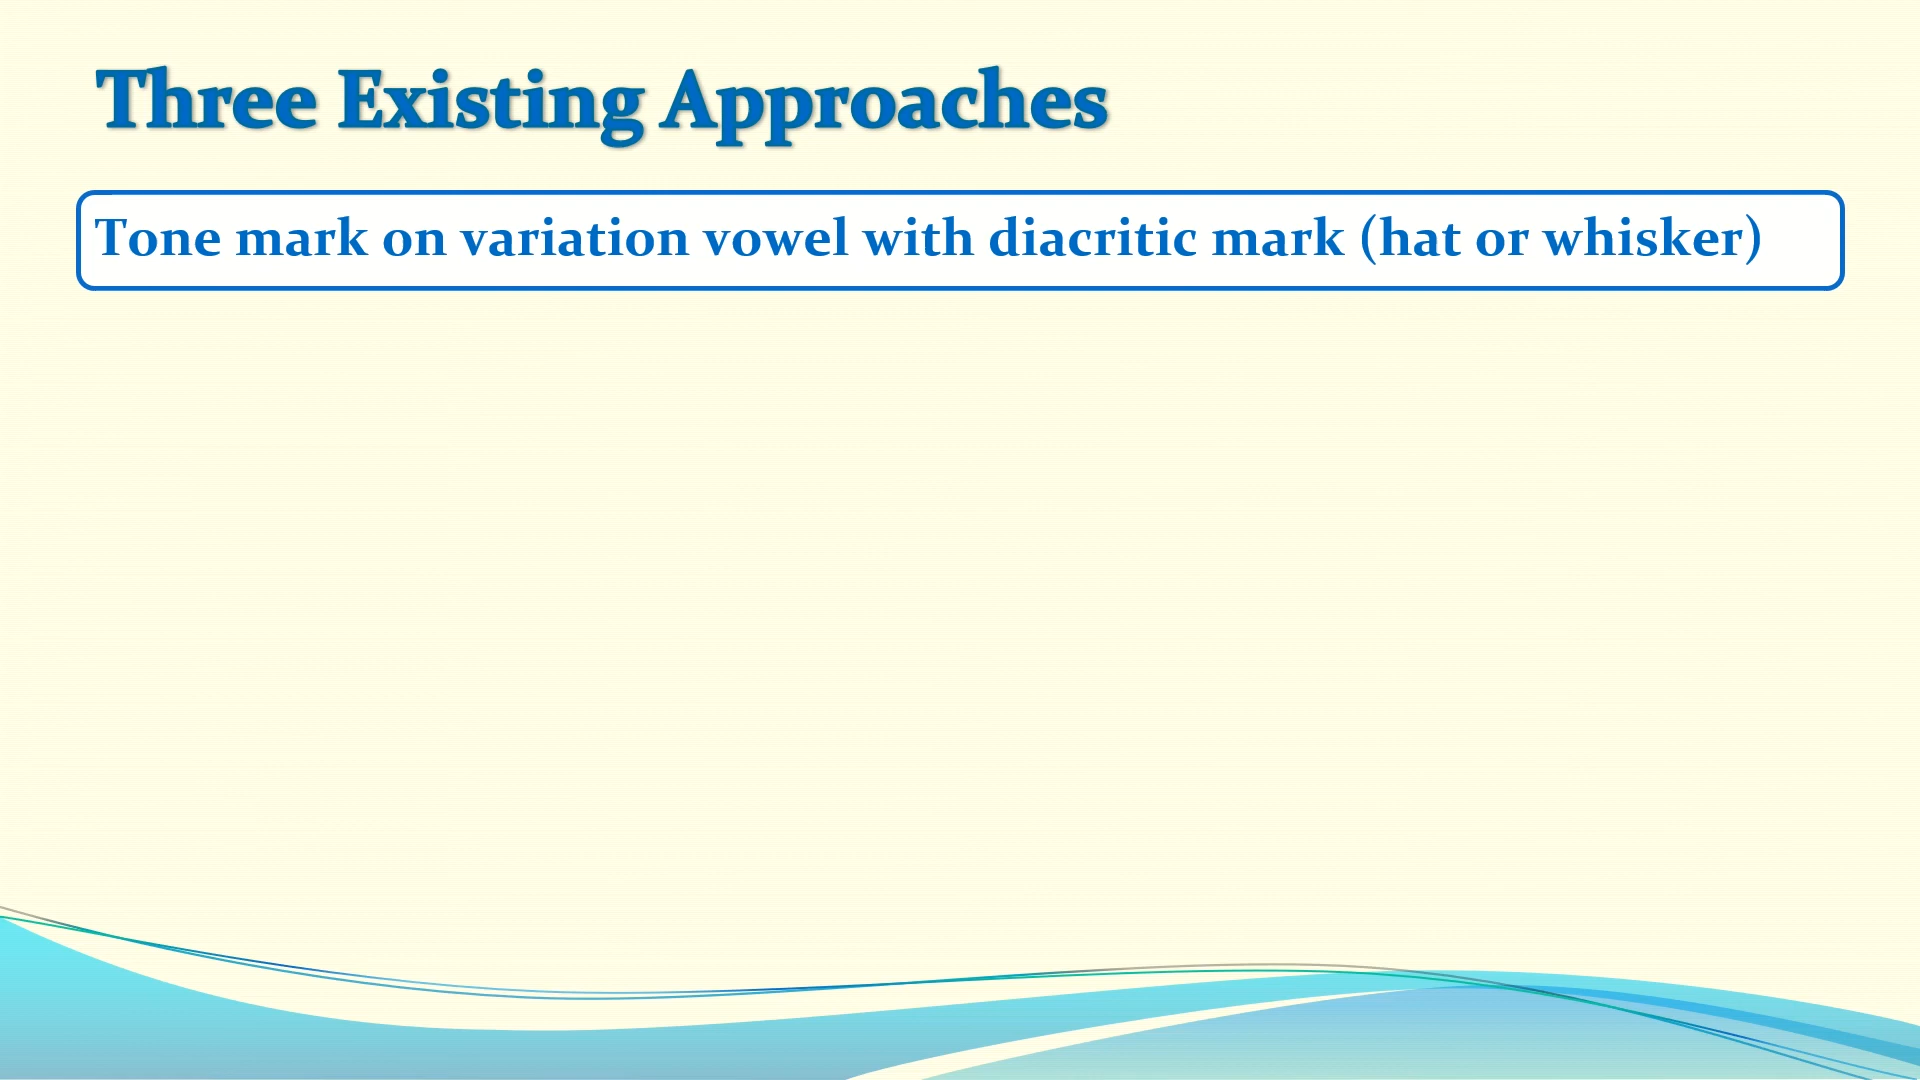 Three Existing Approaches
Tone mark on variation vowel with diacritic mark (hat or whisker)